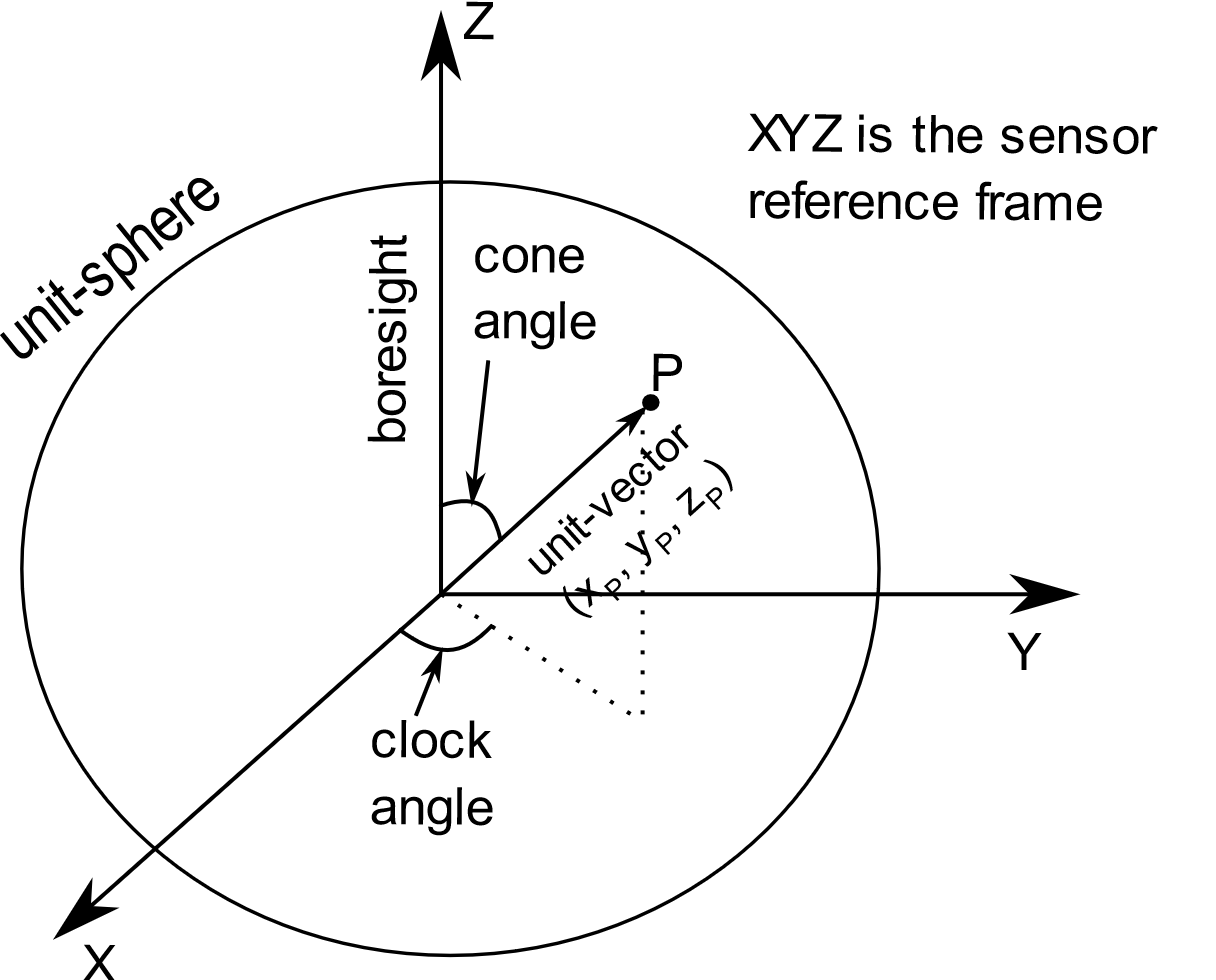 Z
XYZ is the sensor
reference frame
unit-sphere
boresight
cone
angle
P
unit-vector
(xP, yP, zP)
Y
clock
angle
X